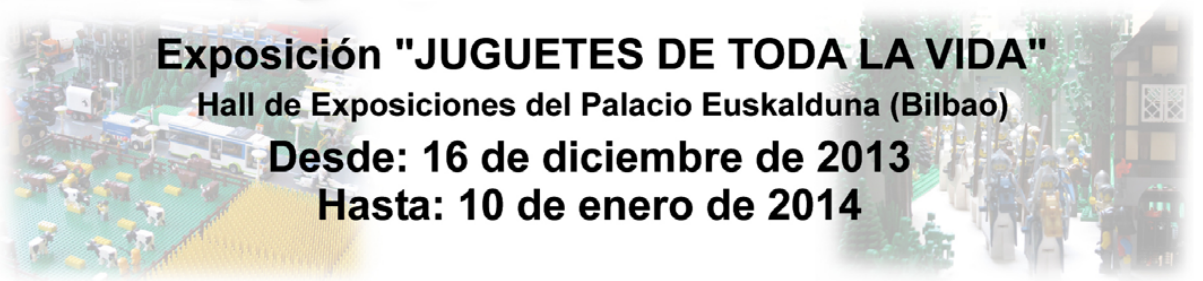 Exposición "JUGUETES DE TODA LA VIDA"
Hall de Exposiciones del Palacio Euskalduna (Bilbao)
Desde: 16 de diciembre de 2013
Hasta: 10 de enero de 2014